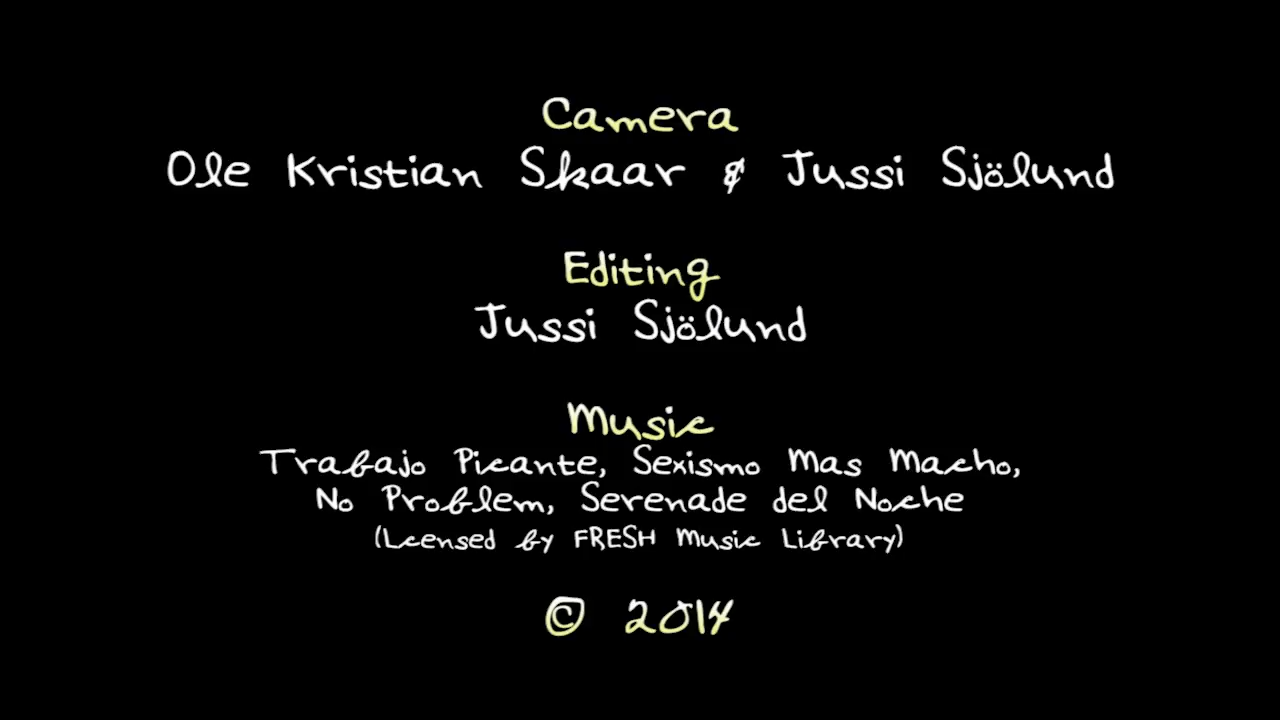 Camera
Ole Kristian Skaar & Jussi Sjölund
Editing
Jussi Sjölund
Music
Trabajo Picante, Sexismo Mas Macho,
No Problem, Serenade del Noche
(Lcensed by FRESH Music Library)
© 2014